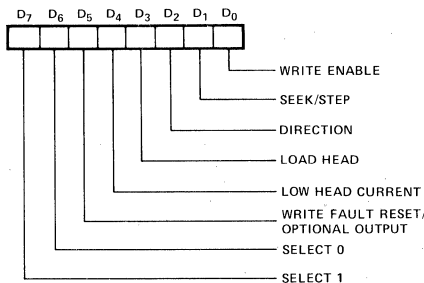 D7 D6 D5 D4 D3 D2 D1 D0
WRITE ENABLE
SEEK/STEP
DIRECTION
LOAD HEAD
LOW HEAD CURRENT
WRITE FAULT RESET/
OPTIONAL OUTPUT
SELECT 0
SELECT 1